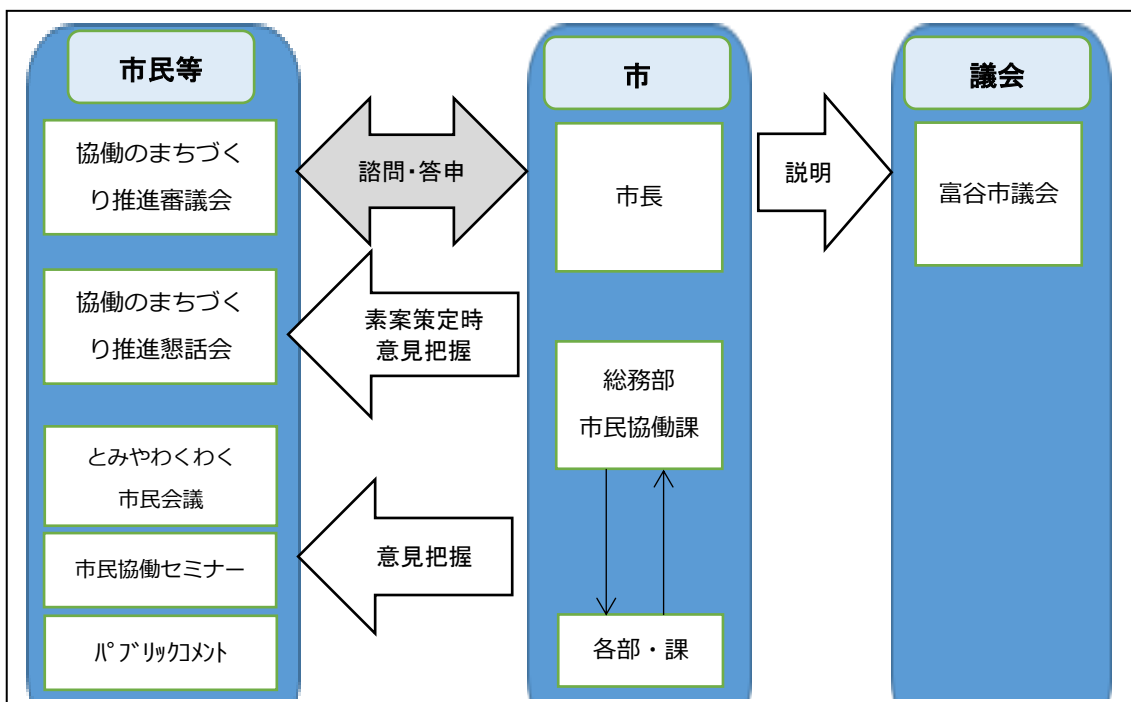 市民等
協働のまちづく
り推進審議会
協働のまちづく
り推進懇話会
とみやわくわく
市民会議
市民協働セミナー
ﾊﾟﾌﾞﾘｯｸｺﾒﾝﾄ
諮問・答申
素案策定時
意見把握
意見把握
市
市長
総務部
市民協働課
各部・課
説明
議会
富谷市議会